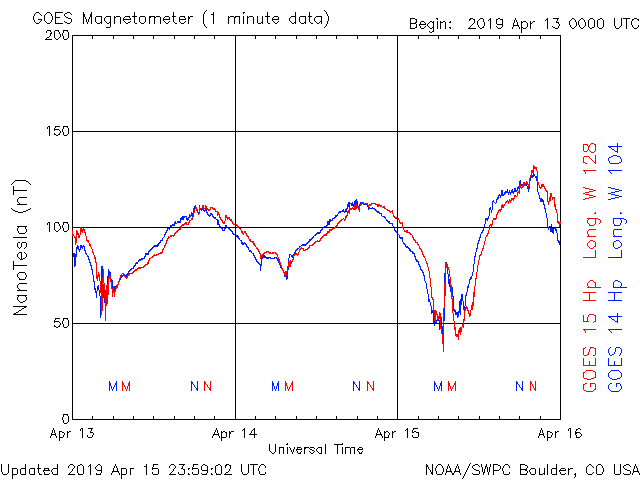 GOES Magnetometer (1 minute data)
Begin: 2019 Apr 13 0000 UTC
200
150
100
50
0
NanoTesla (nT)
M M N N M M N N M M N N
Apr 13 Apr 14 Apr 15 Apr 16
Universal Time
GOES 15 Hp Long. W 128
GOES 14 Hp Long. W 104
Updated 2019 Apr 15 23:59:02 UTC
NOAA/SWPC Boulder, CO USA